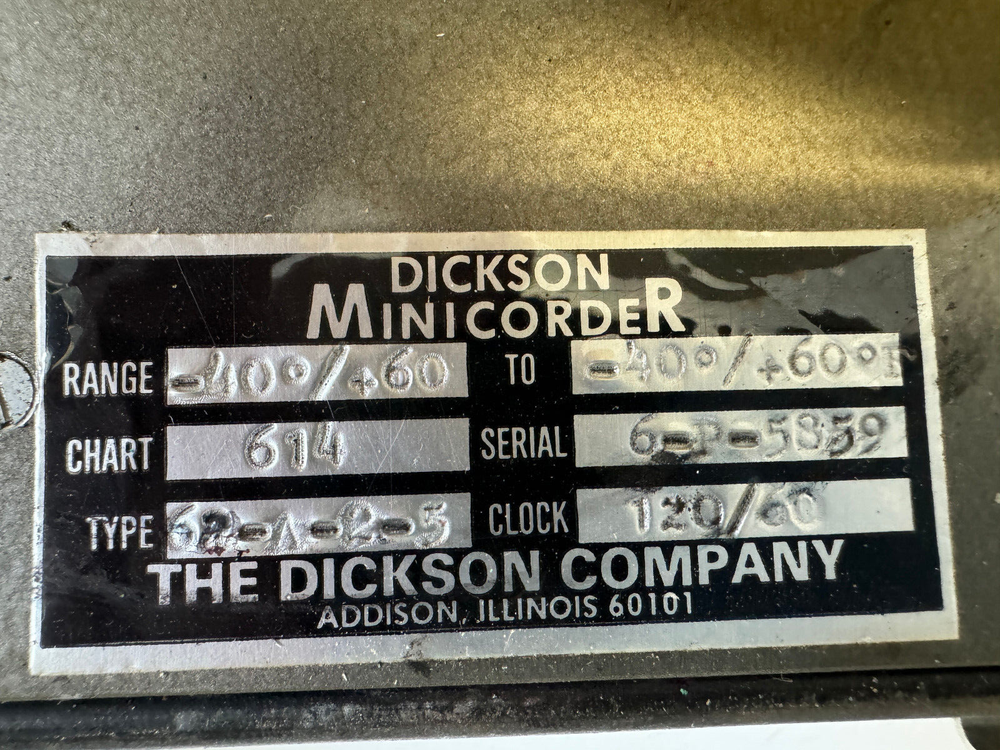 DICKSON
MINICORDER
RANGE -40°/+60 TO -40°/+60°F
CHART 614 SERIAL 6-P-5859
TYPE 62-A-2-5 CLOCK 120/60
THE DICKSON COMPANY
ADDISON, ILLINOIS 60101